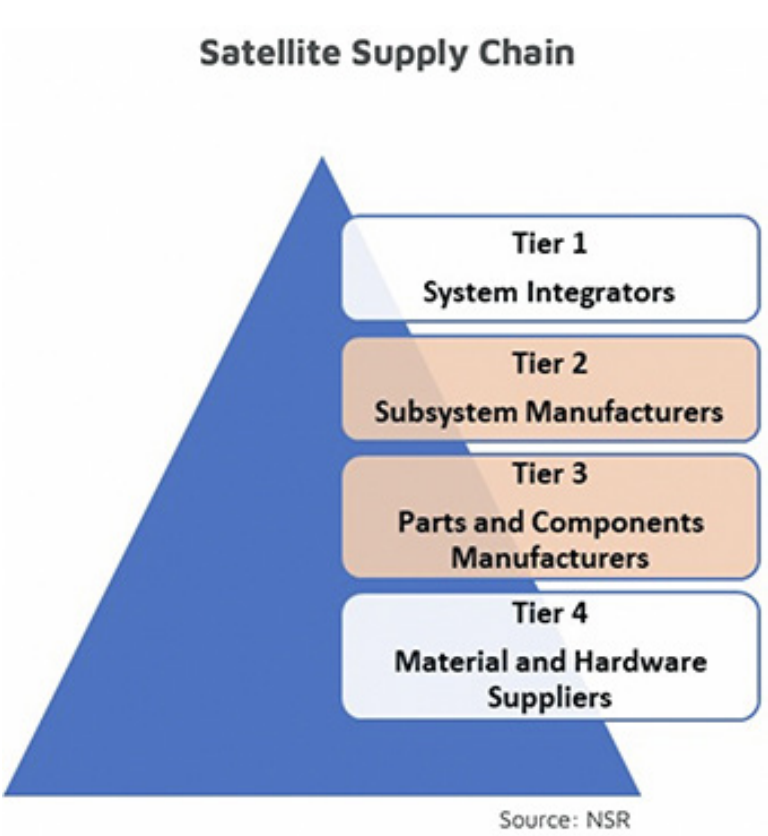 Satellite Supply Chain
Tier 1
System Integrators
Tier 2
Subsystem Manufacturers
Tier 3
Parts and Components
Manufacturers
Tier 4
Material and Hardware
Suppliers
Source: NSR